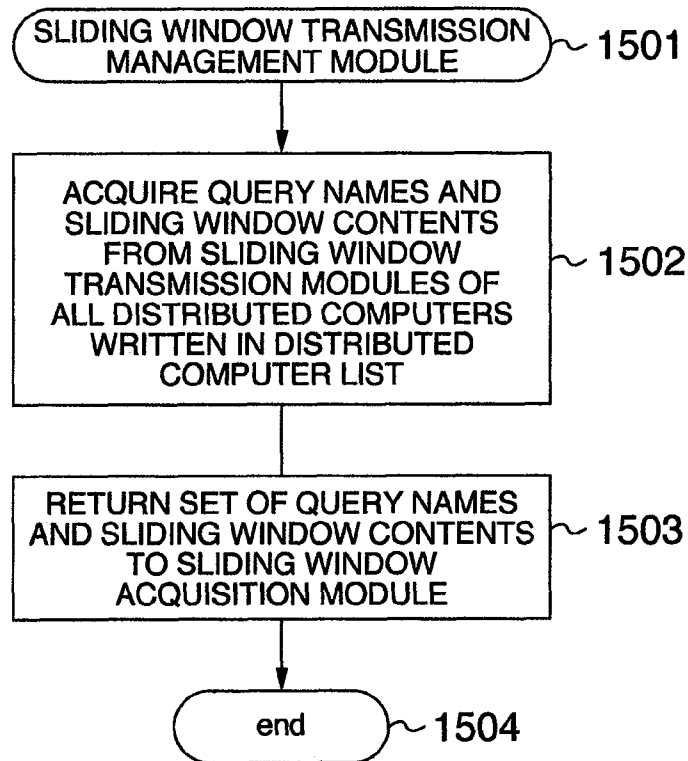 SLIDING WINDOW TRANSMISSION
MANAGEMENT MODULE
1501
ACQUIRE QUERY NAMES AND
SLIDING WINDOW CONTENTS
FROM SLIDING WINDOW
TRANSMISSION MODULES OF
ALL DISTRIBUTED COMPUTERS
WRITTEN IN DISTRIBUTED
COMPUTER LIST
1502
RETURN SET OF QUERY NAMES
AND SLIDING WINDOW CONTENTS
TO SLIDING WINDOW
ACQUISITION MODULE
1503
end
1504